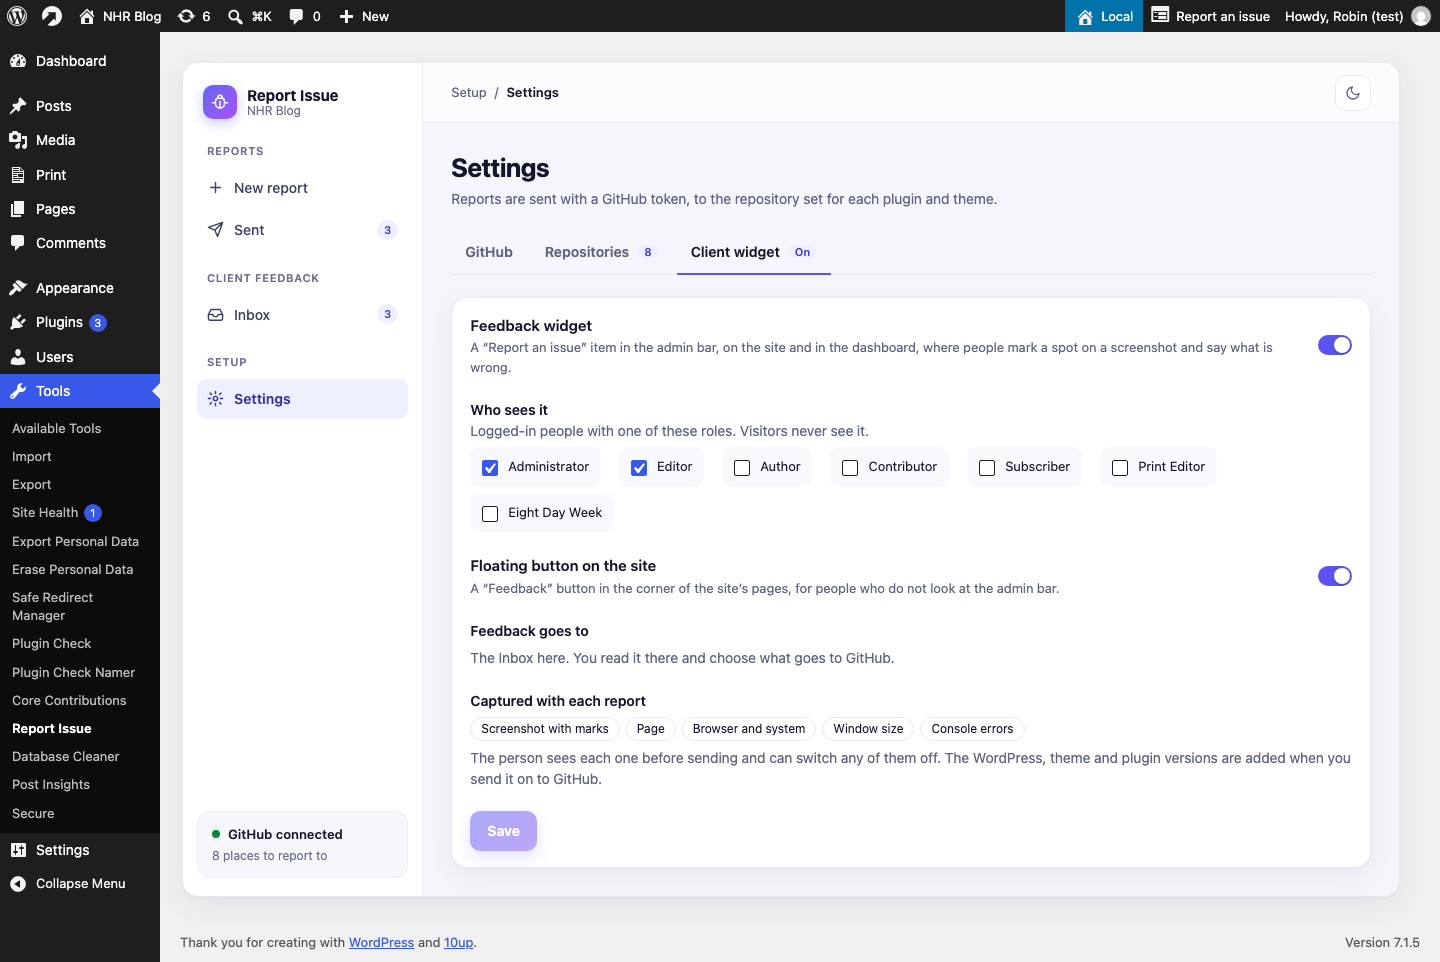 NHR Blog
6
⌘K
0
New
Local
Report an issue
Howdy, Robin (test)
Dashboard
Posts
Media
Print
Pages
Comments
Appearance
Plugins 3
Users
Tools
Available Tools
Import
Export
Site Health 1
Export Personal Data
Erase Personal Data
Safe Redirect
Manager
Plugin Check
Plugin Check Namer
Core Contributions
Report Issue
Database Cleaner
Post Insights
Secure
Settings
Collapse Menu
Report Issue
NHR Blog
REPORTS
New report
Sent 3
CLIENT FEEDBACK
Inbox 3
SETUP
Settings
GitHub connected
8 places to report to
Setup / Settings
Settings
Reports are sent with a GitHub token, to the repository set for each plugin and theme.
GitHub Repositories 8 Client widget On
Feedback widget
A “Report an issue” item in the admin bar, on the site and in the dashboard, where people mark a spot on a screenshot and say what is
wrong.
Who sees it
Logged-in people with one of these roles. Visitors never see it.
Administrator Editor Author Contributor Subscriber Print Editor
Eight Day Week
Floating button on the site
A “Feedback” button in the corner of the site’s pages, for people who do not look at the admin bar.
Feedback goes to
The Inbox here. You read it there and choose what goes to GitHub.
Captured with each report
Screenshot with marks Page Browser and system Window size Console errors
The person sees each one before sending and can switch any of them off. The WordPress, theme and plugin versions are added when you
send it on to GitHub.
Save
Thank you for creating with WordPress and 10up.
Version 7.1.5